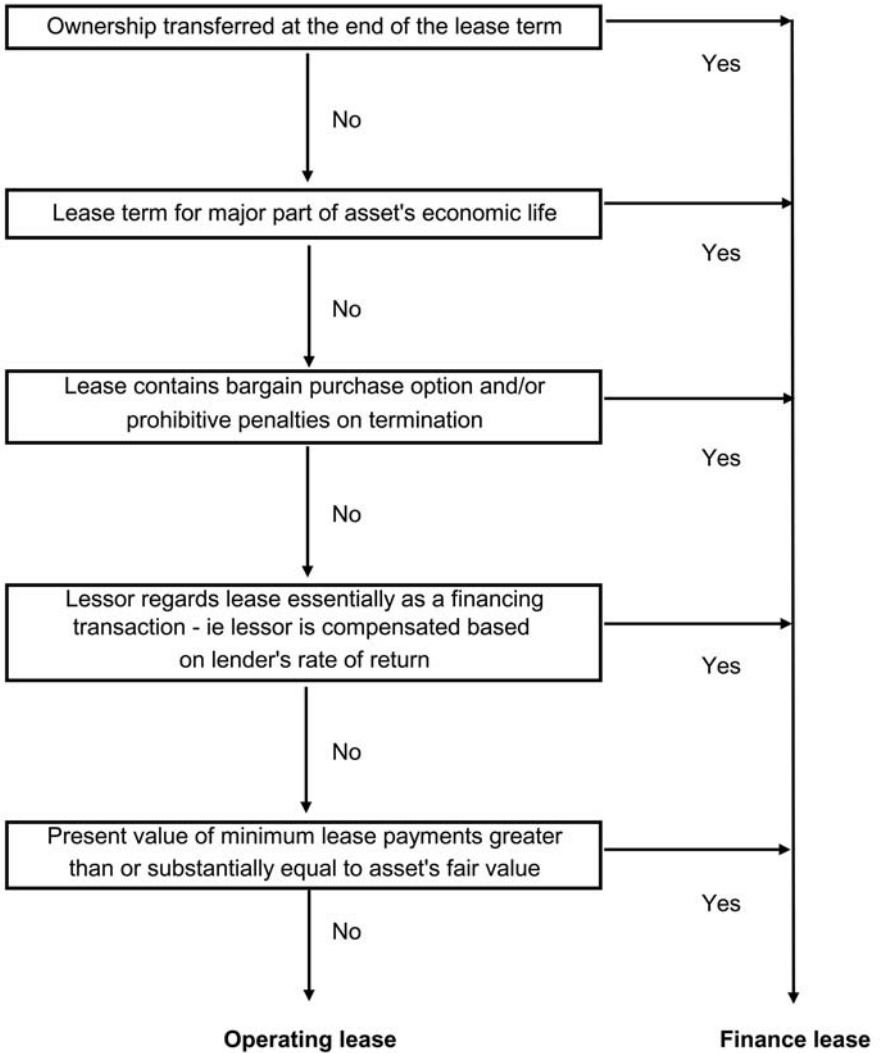 Ownership transferred at the end of the lease term
Yes
No
Lease term for major part of asset's economic life
Yes
No
Lease contains bargain purchase option and/or
prohibitive penalties on termination
Yes
No
Lessor regards lease essentially as a financing
transaction - ie lessor is compensated based
on lender's rate of return
Yes
No
Present value of minimum lease payments greater
than or substantially equal to asset's fair value
Yes
No
Operating lease
Finance lease